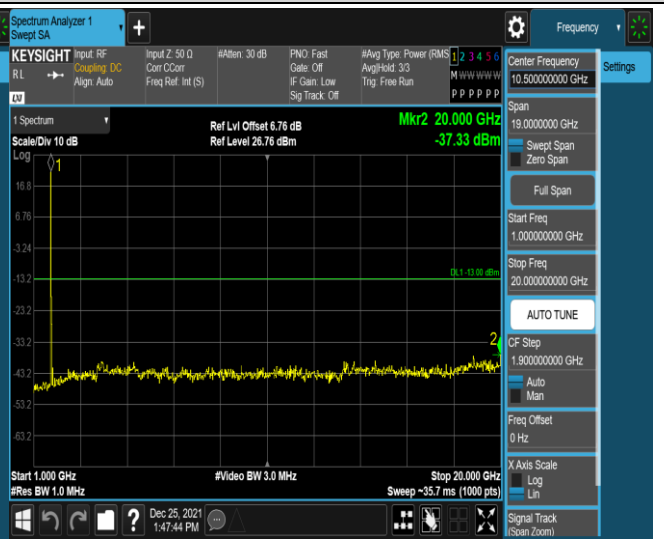 Spectrum Analyzer 1
Swept SA
+
Frequency
KEYSIGHT
RL
LXI
Input: RF
Coupling: DC
Align: Auto
Input Z: 50 Ω
Corr CCorr
Freq Ref: Int (S)
#Atten: 30 dB
PNO: Fast
Gate: Off
IF Gain: Low
Sig Track: Off
#Avg Type: Power (RMS
Avg|Hold: 3/3
Trig: Free Run
1 2 3 4 5 6
M W W W W W
P P P P P P
1 Spectrum
Scale/Div 10 dB
Log
Ref Lvl Offset 6.76 dB
Ref Level 26.76 dBm
Mkr2 20.000 GHz
-37.33 dBm
1
16.8
6.76
-3.24
-13.2
DL1 -13.00 dBm
-23.2
-33.2
2
-43.2
-53.2
-63.2
Start 1.000 GHz
#Video BW 3.0 MHz
Stop 20.000 GHz
#Res BW 1.0 MHz
Sweep ~35.7 ms (1000 pts)
?
Dec 25, 2021
1:47:44 PM
Center Frequency
10.500000000 GHz
Settings
Span
19.0000000 GHz
Swept Span
Zero Span
Full Span
Start Freq
1.000000000 GHz
Stop Freq
20.000000000 GHz
AUTO TUNE
CF Step
1.900000000 GHz
Auto
Man
Freq Offset
0 Hz
X Axis Scale
Log
Lin
Signal Track
(Span Zoom)